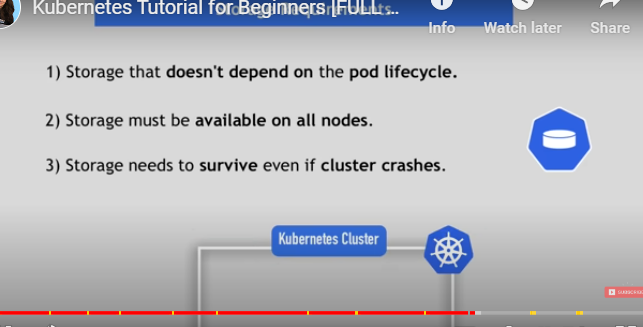 Kubernetes Tutorial for Beginners [FULL...
Info
Watch later
Share
1) Storage that doesn't depend on the pod lifecycle.
2) Storage must be available on all nodes.
3) Storage needs to survive even if cluster crashes.
Kubernetes Cluster
SUBSCRIBE